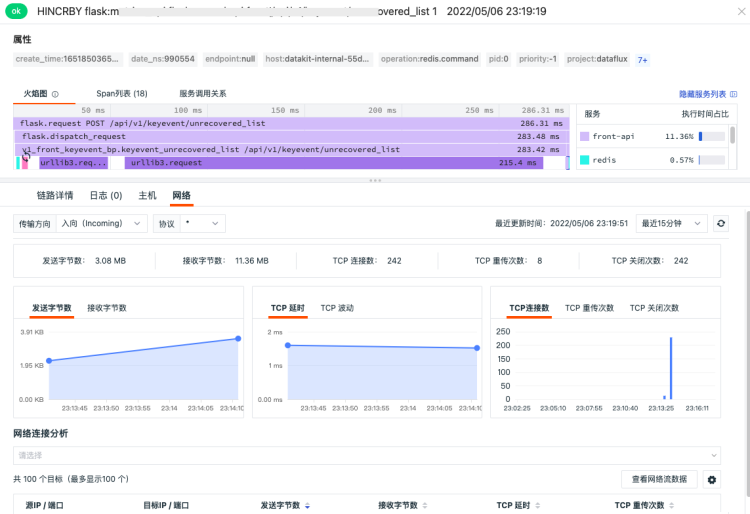 ok HINCRBY flask: covered_list 1 2022/05/06 23:19:19
属性
create_time:1651850365... date_ns:990554 endpoint:null host:datakit-internal-55d... operation:redis.command pid:0 priority:-1 project:dataflux 7+
火焰图 Span列表 (18) 服务调用关系 隐藏服务列表
50 ms 100 ms 150 ms 200 ms 250 ms 286.31 ms 服务 执行时间占比
flask.request POST /api/v1/keyevent/unrecovered_list 286.31 ms
flask.dispatch_request 283.48 ms front-api 11.36%
v1_front_keyevent_bp.keyevent_unrecovered_list /api/v1/keyevent/unrecovered_list 283.42 ms
urllib3.req... urllib3.request 215.4 ms redis 0.57%
链路详情 日志 (0) 主机 网络
传输方向 入向（Incoming） 协议 * 最近更新时间：2022/05/06 23:19:51 最近15分钟
发送字节数： 3.08 MB 接收字节数： 11.36 MB TCP 连接数： 242 TCP 重传次数： 8 TCP 关闭次数： 242
发送字节数 接收字节数 TCP 延时 TCP 波动 TCP连接数 TCP 重传次数 TCP 关闭次数
3.91 KB
1.95 KB
0.00 KB
23:13:45 23:13:50 23:13:55 23:14 23:14:05 23:14:10
2 ms
1 ms
0.00 ms
23:13:45 23:13:50 23:13:55 23:14 23:14:05 23:14:10
250
200
150
100
50
0
23:02:25 23:05:10 23:07:55 23:10:40 23:13:25 23:16:11
网络连接分析
请选择
共 100 个目标（最多显示100 个） 查看网络流数据
源IP / 端口 目标IP / 端口 发送字节数 接收字节数 TCP 延时 TCP 重传次数